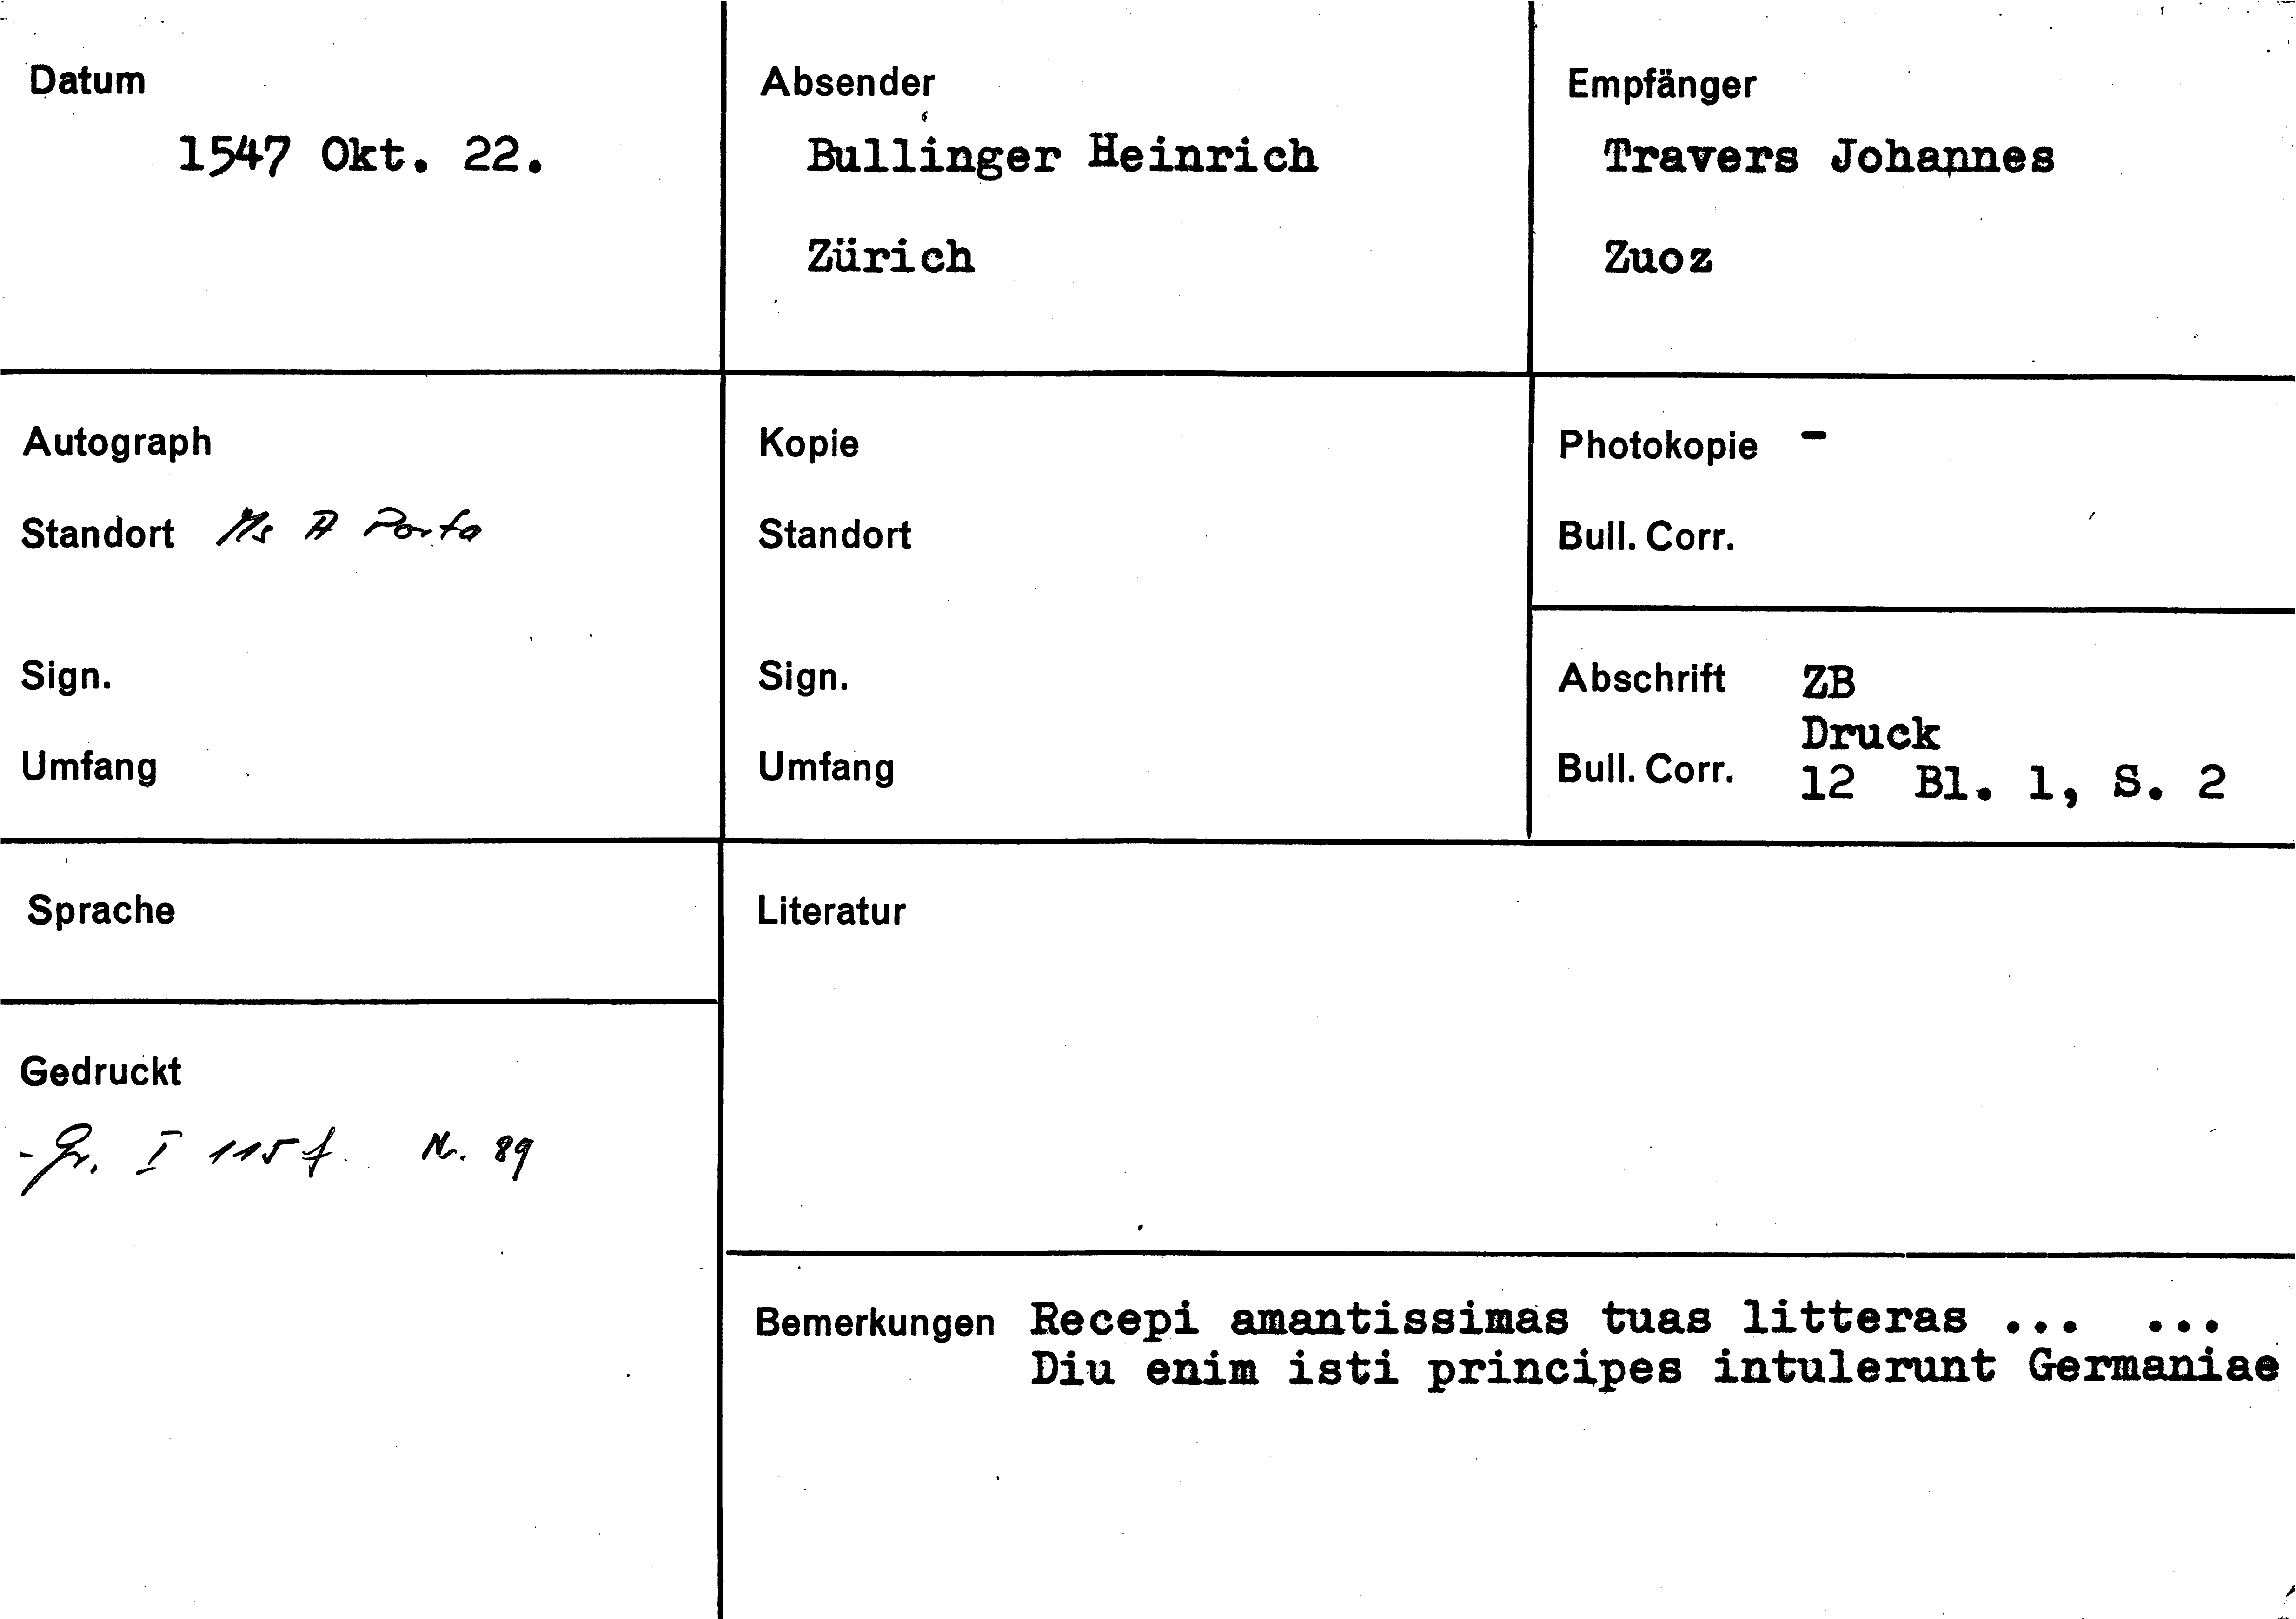 Datum
1547 Okt. 22.
Absender
Bullinger Heinrich
Zürich
Empfänger
Travers Johannes
Zuoz
Autograph
Standort Ms A Porta
Sign.
Umfang
Kopie
Standort
Sign.
Umfang
Photokopie -
Bull. Corr.
Abschrift ZB
Druck
Bull. Corr. 12 Bl. 1, S. 2
Sprache
Gedruckt
- Gr. I 115 f. Nr. 89
Literatur
Bemerkungen Recepi amantissimas tuas litteras ... ...
Diu enim isti principes intulerunt Germaniae